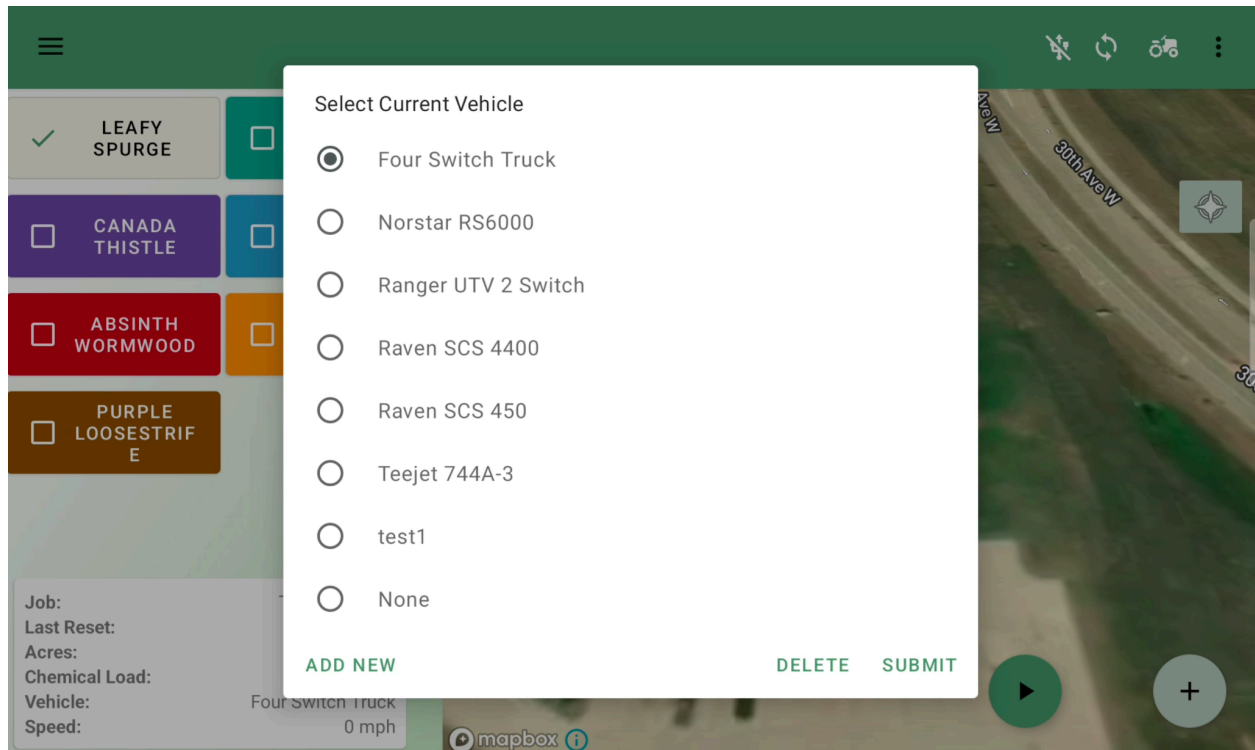 Select Current Vehicle
Four Switch Truck
Norstar RS6000
Ranger UTV 2 Switch
Raven SCS 4400
Raven SCS 450
Teejet 744A-3
test1
None
ADD NEW
DELETE
SUBMIT
LEAFY
SPURGE
CANADA
THISTLE
ABSINTH
WORMWOOD
PURPLE
LOOSESTRIF
E
Job:
Last Reset:
Acres:
Chemical Load:
Vehicle: Four Switch Truck
Speed: 0 mph
Ave W
30th Ave W
30
mapbox